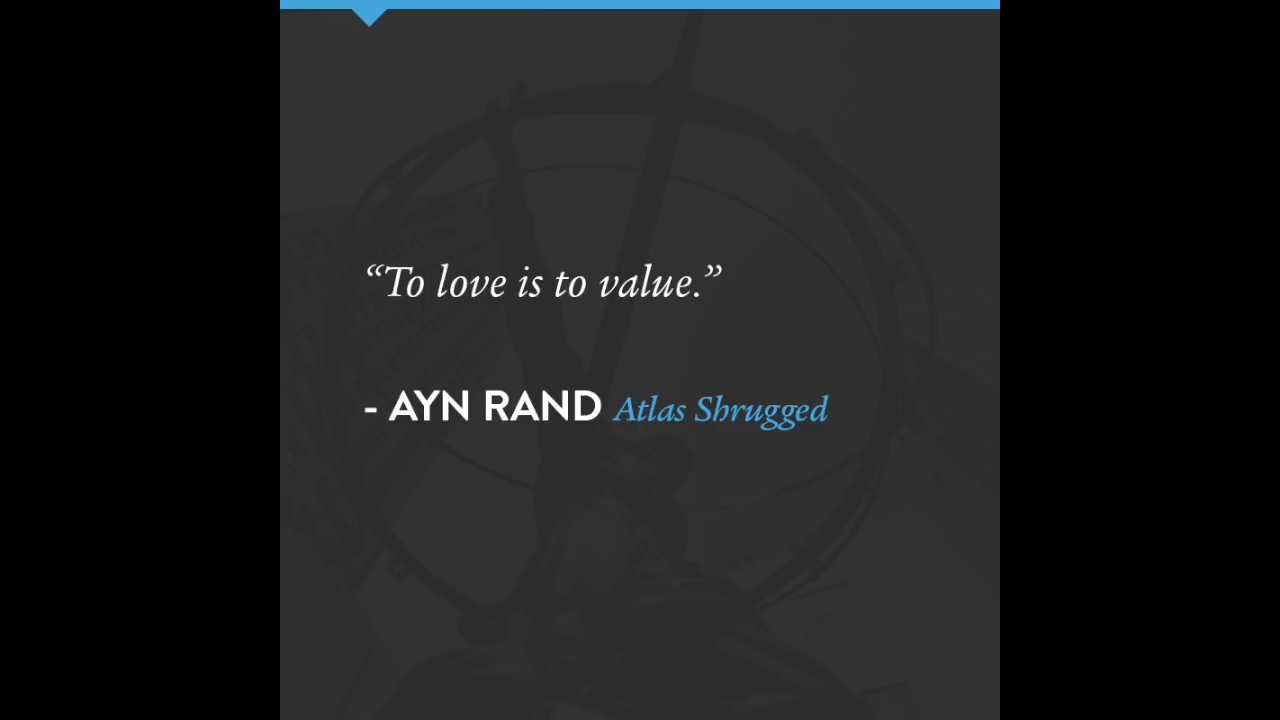 “To love is to value.”
- AYN RAND Atlas Shrugged